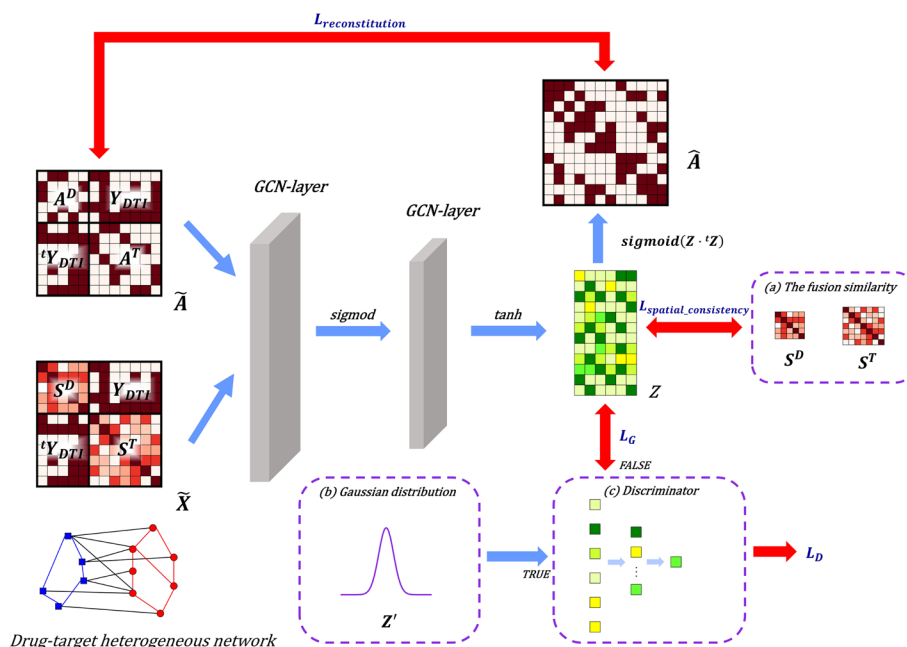 L_reconstitution
A^D Y_DTI
^tY_DTI A^T
Ã
GCN-layer
GCN-layer
Â
sigmoid(Z · ^tZ)
sigmod
tanh
L_spatial_consistency
(a) The fusion similarity
S^D S^T
Z
S^D Y_DTI
^tY_DTI S^T
X̃
L_G
FALSE
(b) Gaussian distribution
Z'
TRUE
(c) Discriminator
⋮
L_D
Drug-target heterogeneous network